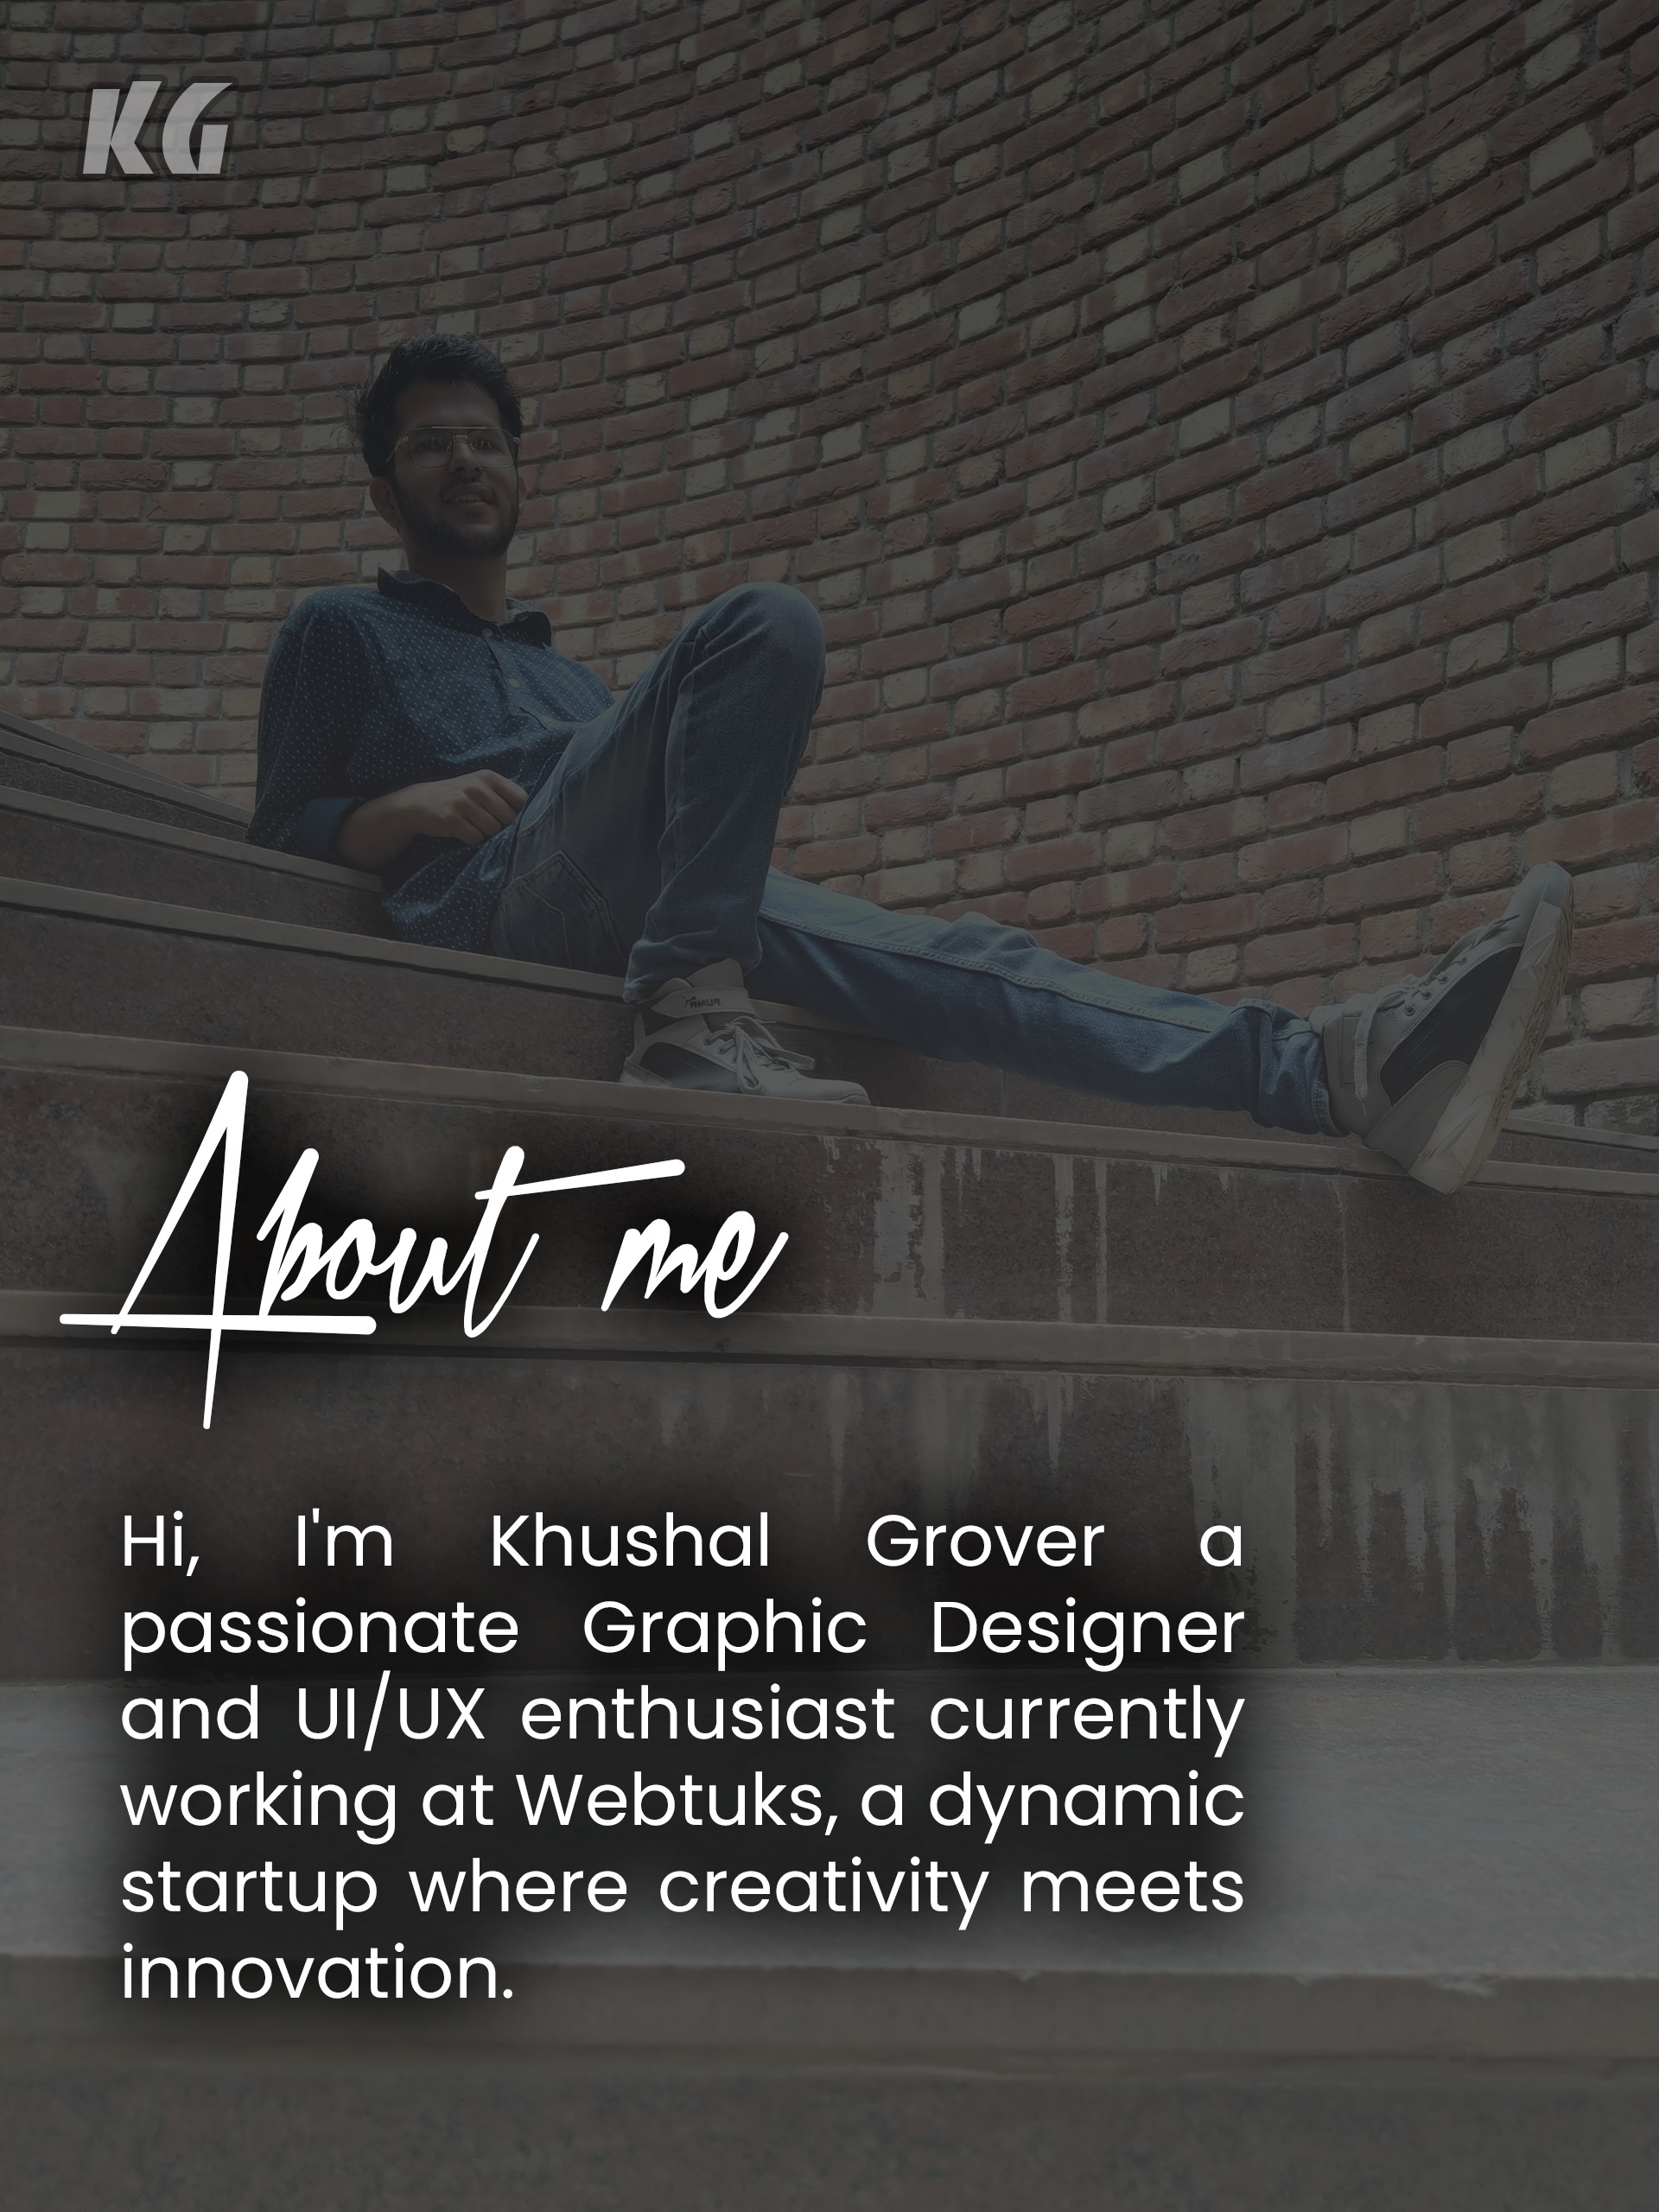 KG
About me
Hi, I'm Khushal Grover a
passionate Graphic Designer
and UI/UX enthusiast currently
working at Webtuks, a dynamic
startup where creativity meets
innovation.